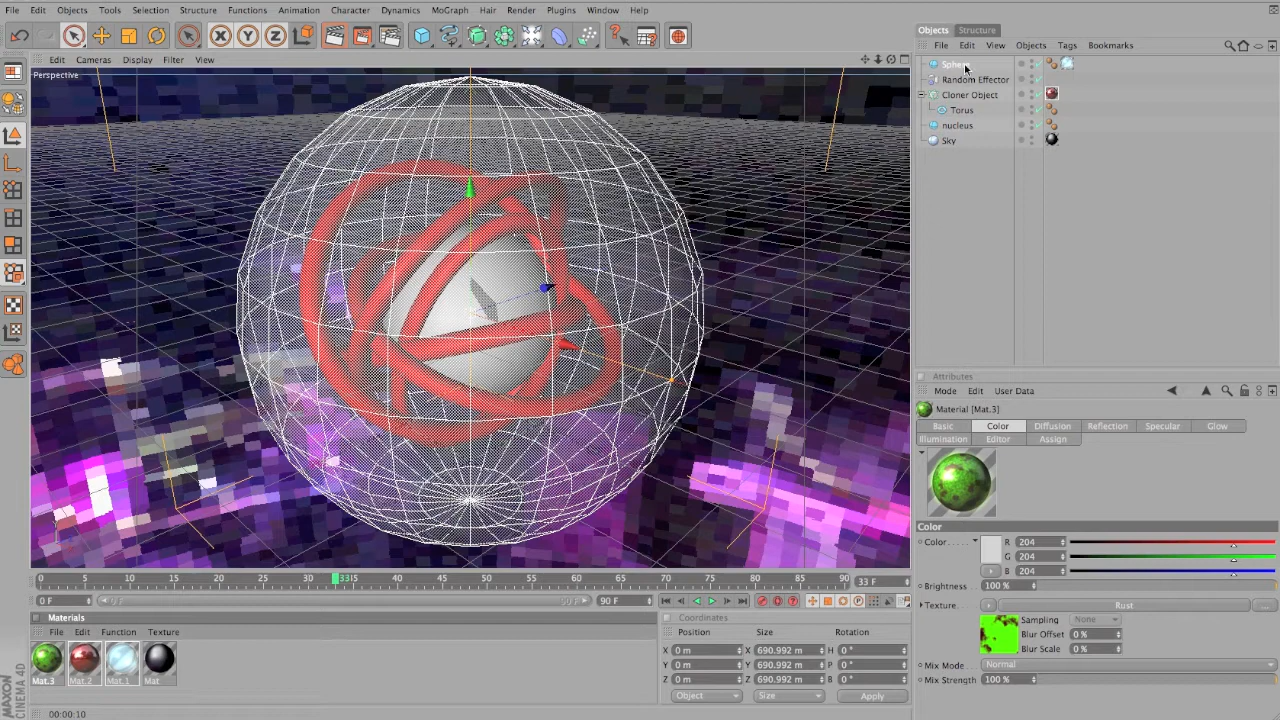 File Edit Objects Tools Selection Structure Functions Animation Character Dynamics MoGraph Hair Render Plugins Window Help
Objects Structure
File Edit View Objects Tags Bookmarks
Edit Cameras Display Filter View
Perspective
Sphere
Random Effector
Cloner Object
Torus
nucleus
Sky
Attributes
Mode Edit User Data
Material [Mat.3]
Basic Color Diffusion Reflection Specular Glow
Illumination Editor Assign
Color
Color R 204
G 204
B 204
Brightness 100 %
Texture Rust ...
Sampling None
Blur Offset 0 %
Blur Scale 0 %
Mix Mode Normal
Mix Strength 100 %
0 5 10 15 20 25 30 33 35 40 45 50 55 60 65 70 75 80 85 90 33 F
0 F 0 F 90 F 90 F
Materials
File Edit Function Texture
Mat.3 Mat.2 Mat.1 Mat
Coordinates
Position Size Rotation
X 0 m X 690.992 m H 0 °
Y 0 m Y 690.992 m P 0 °
Z 0 m Z 690.992 m B 0 °
Object Size Apply
MAXON
CINEMA 4D
00:00:10